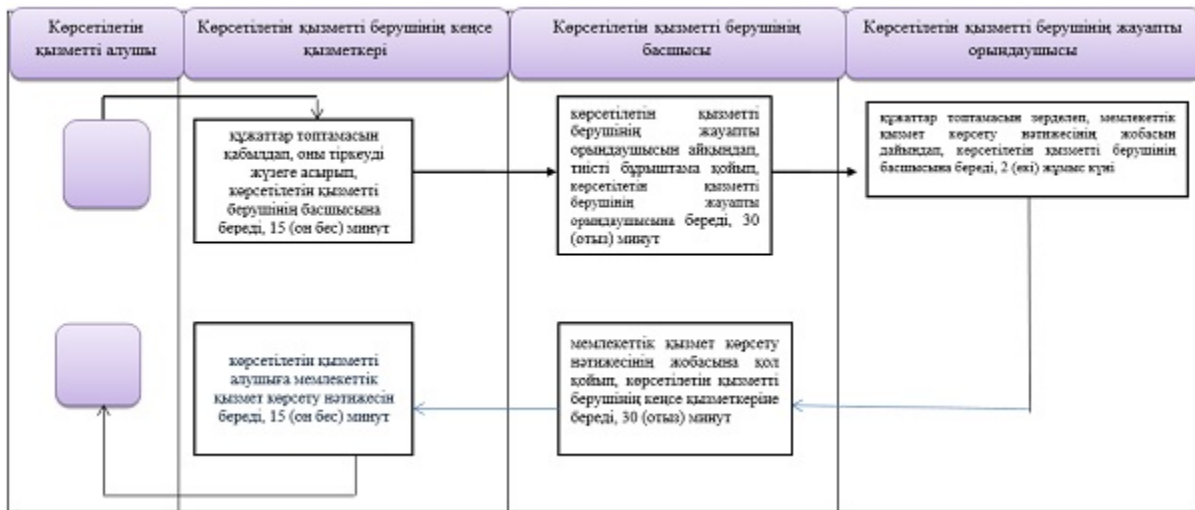 Көрсетілетін
қызметті алушы
Көрсетілетін қызметті берушінің кеңсе
қызметкері
Көрсетілетін қызметті берушінің
басшысы
Көрсетілетін қызметті берушінің жауапты
орындаушысы
құжаттар топтамасын
қабылдап, оны тіркеуді
жүзеге асырып,
көрсетілетін қызметті
берушінің басшысына
береді, 15 (он бес) минут
көрсетілетін қызметті
берушінің жауапты
орындаушысын айқындап,
тиісті бұрыштама қойып,
көрсетілетін қызметті
берушінің жауапты
орындаушысына береді, 30
(отыз) минут
құжаттар топтамасын зерделеп, мемлекеттік
қызмет көрсету нәтижесінің жобасын
дайындап, көрсетілетін қызметті берушінің
басшысына береді, 2 (екі) жұмыс күні
көрсетілетін қызметті
алушыға мемлекеттік
қызмет көрсету нәтижесін
береді, 15 (он бес) минут
мемлекеттік қызмет көрсету
нәтижесінің жобасына қол
қойып, көрсетілетін қызметті
берушінің кеңсе қызметкеріне
береді, 30 (отыз) минут